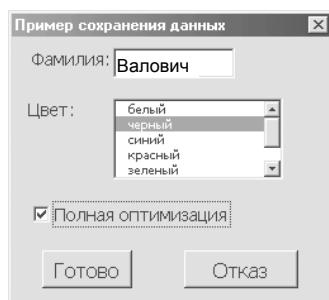 Пример сохранения данных
Фамилия: Валович
Цвет: белый
черный
синий
красный
зеленый
Полная оптимизация
Готово Отказ